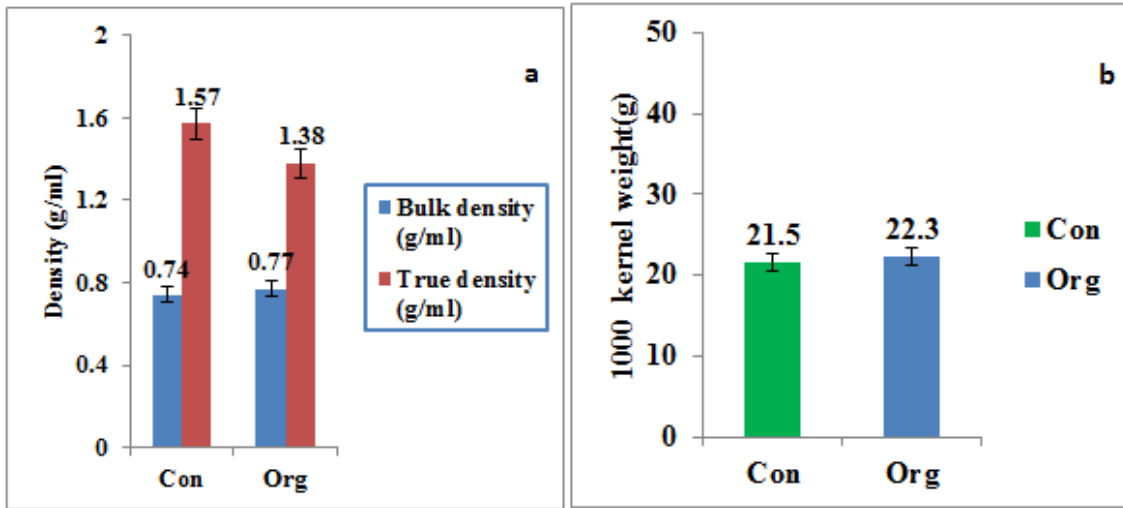 a
Density (g/ml)
2
1.6
1.2
0.8
0.4
0
0.74
1.57
0.77
1.38
Con
Org
Bulk density
(g/ml)
True density
(g/ml)
b
1000 kernel weight(g)
50
40
30
20
10
0
21.5
22.3
Con
Org
Con
Org